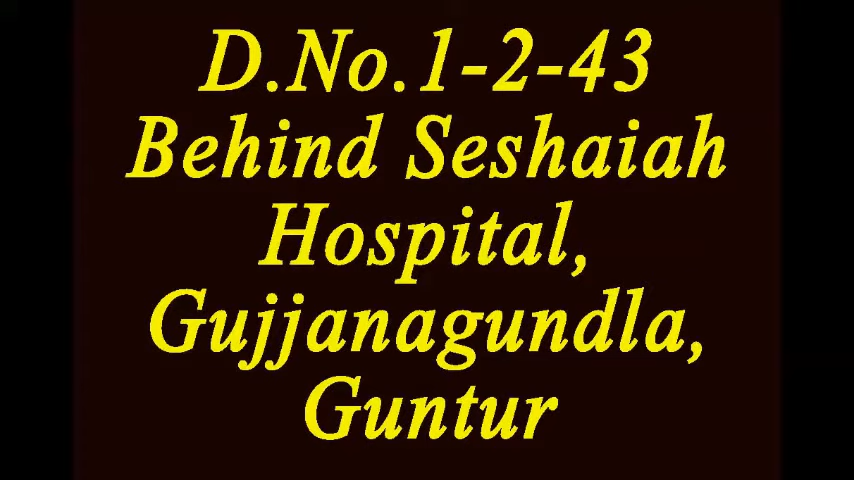 D.No.1-2-43
Behind Seshaiah
Hospital,
Gujjanagundla,
Guntur